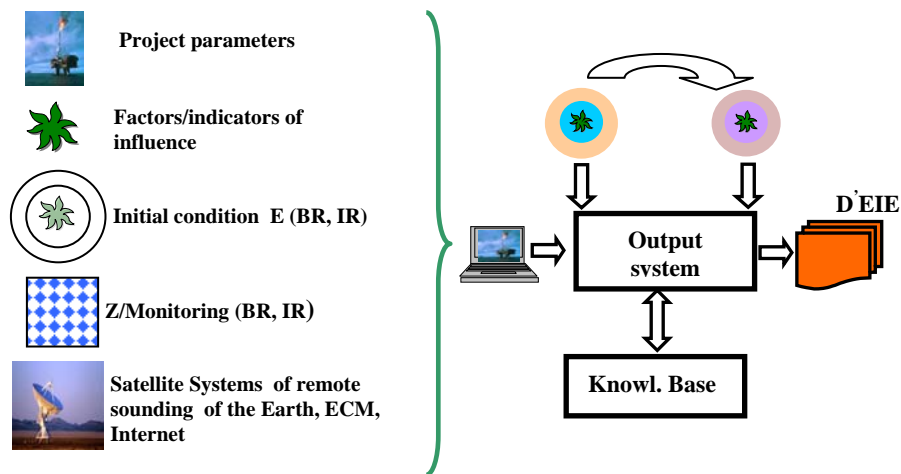 Project parameters
Factors/indicators of
influence
Initial condition E (BR, IR)
Z/Monitoring (BR, IR)
Satellite Systems of remote
sounding of the Earth, ECM,
Internet
D'EIE
Output
system
Knowl. Base